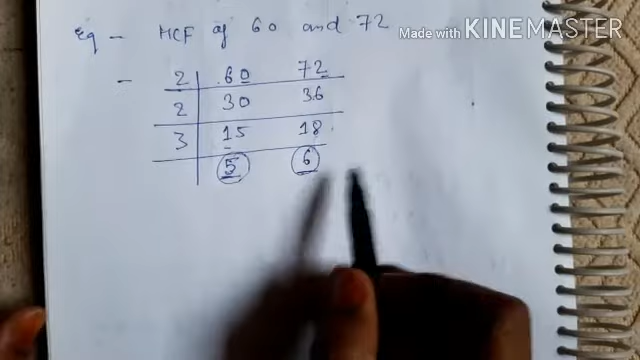 Eq - HCF of 60 and 72
Made with KINEMASTER
- 2 60 72
2 30 36
3 15 18
5 6